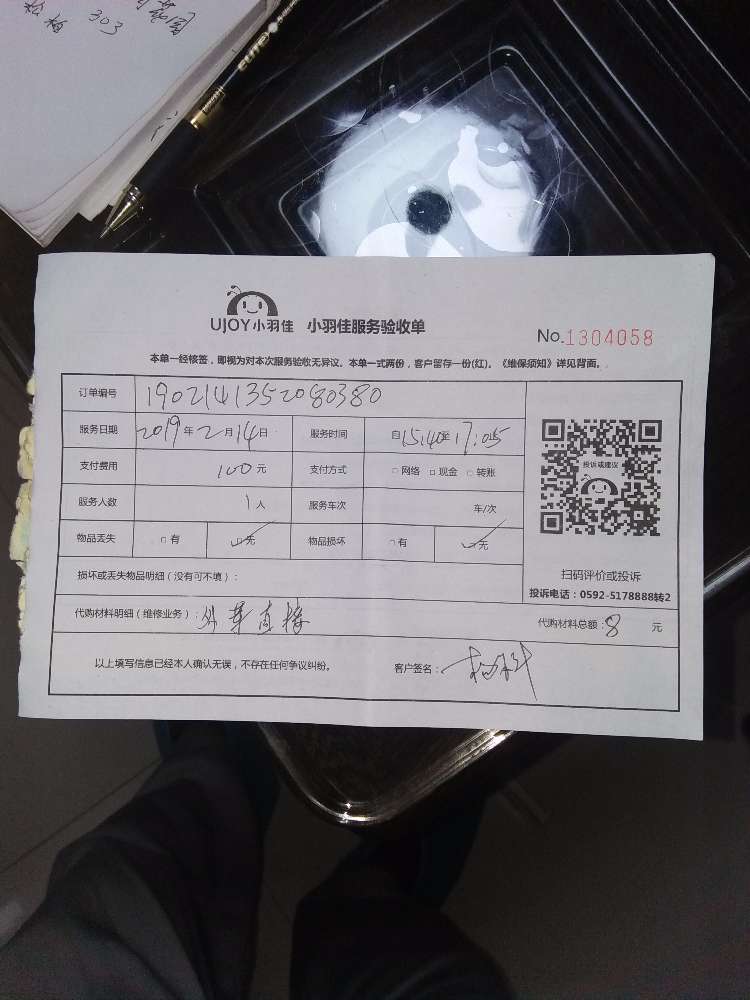 303
UJOY小羽佳 小羽佳服务验收单
No.1304058
本单一经核签，即视为对本次服务验收无异议。本单一式两份，客户留存一份(红)。《维保须知》详见背面。
订单编号 1902141352080380
服务日期 2019年2月14日 服务时间 自15:40至17:05
支付费用 100元 支付方式 □网络 □现金 □转账
投诉或建议
服务人数 1人 服务车次 车/次
物品丢失 □有 ☑无 物品损坏 □有 ☑无
扫码评价或投诉
损坏或丢失物品明细（没有可不填）：
投诉电话：0592-5178888转2
代购材料明细（维修业务）：外牙直接 代购材料总额：8 元
以上填写信息已经本人确认无误，不存在任何争议纠纷。 客户签名：